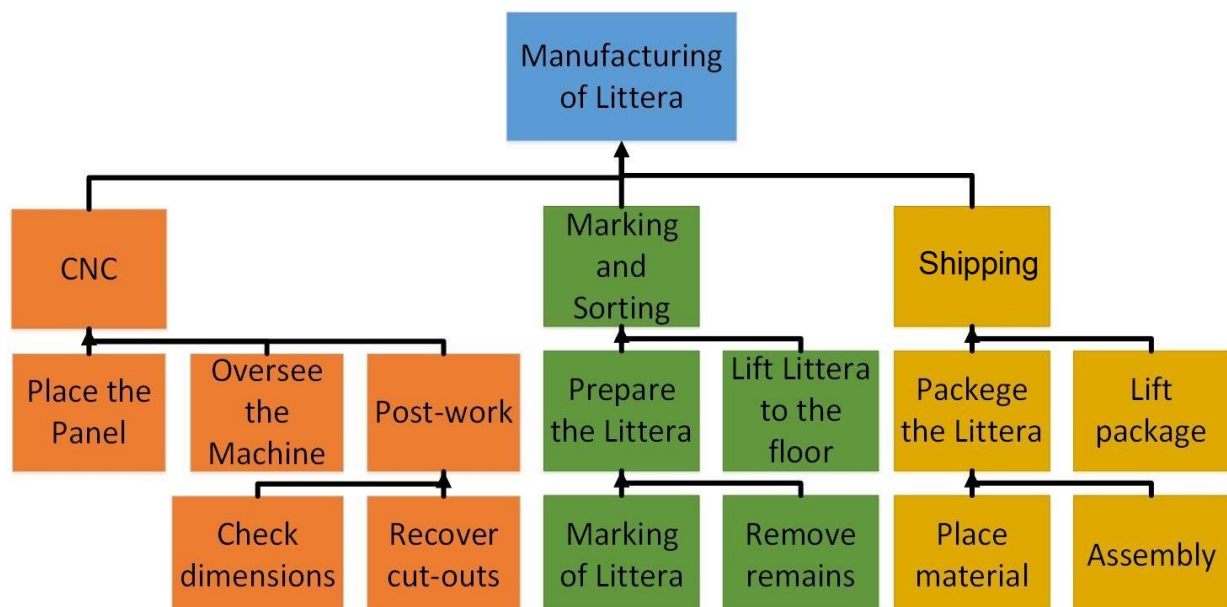 Manufacturing
of Littera
CNC
Marking
and
Sorting
Shipping
Place the
Panel
Oversee
the
Machine
Post-work
Prepare
the Littera
Lift Littera
to the
floor
Packege
the Littera
Lift
package
Check
dimensions
Recover
cut-outs
Marking
of Littera
Remove
remains
Place
material
Assembly